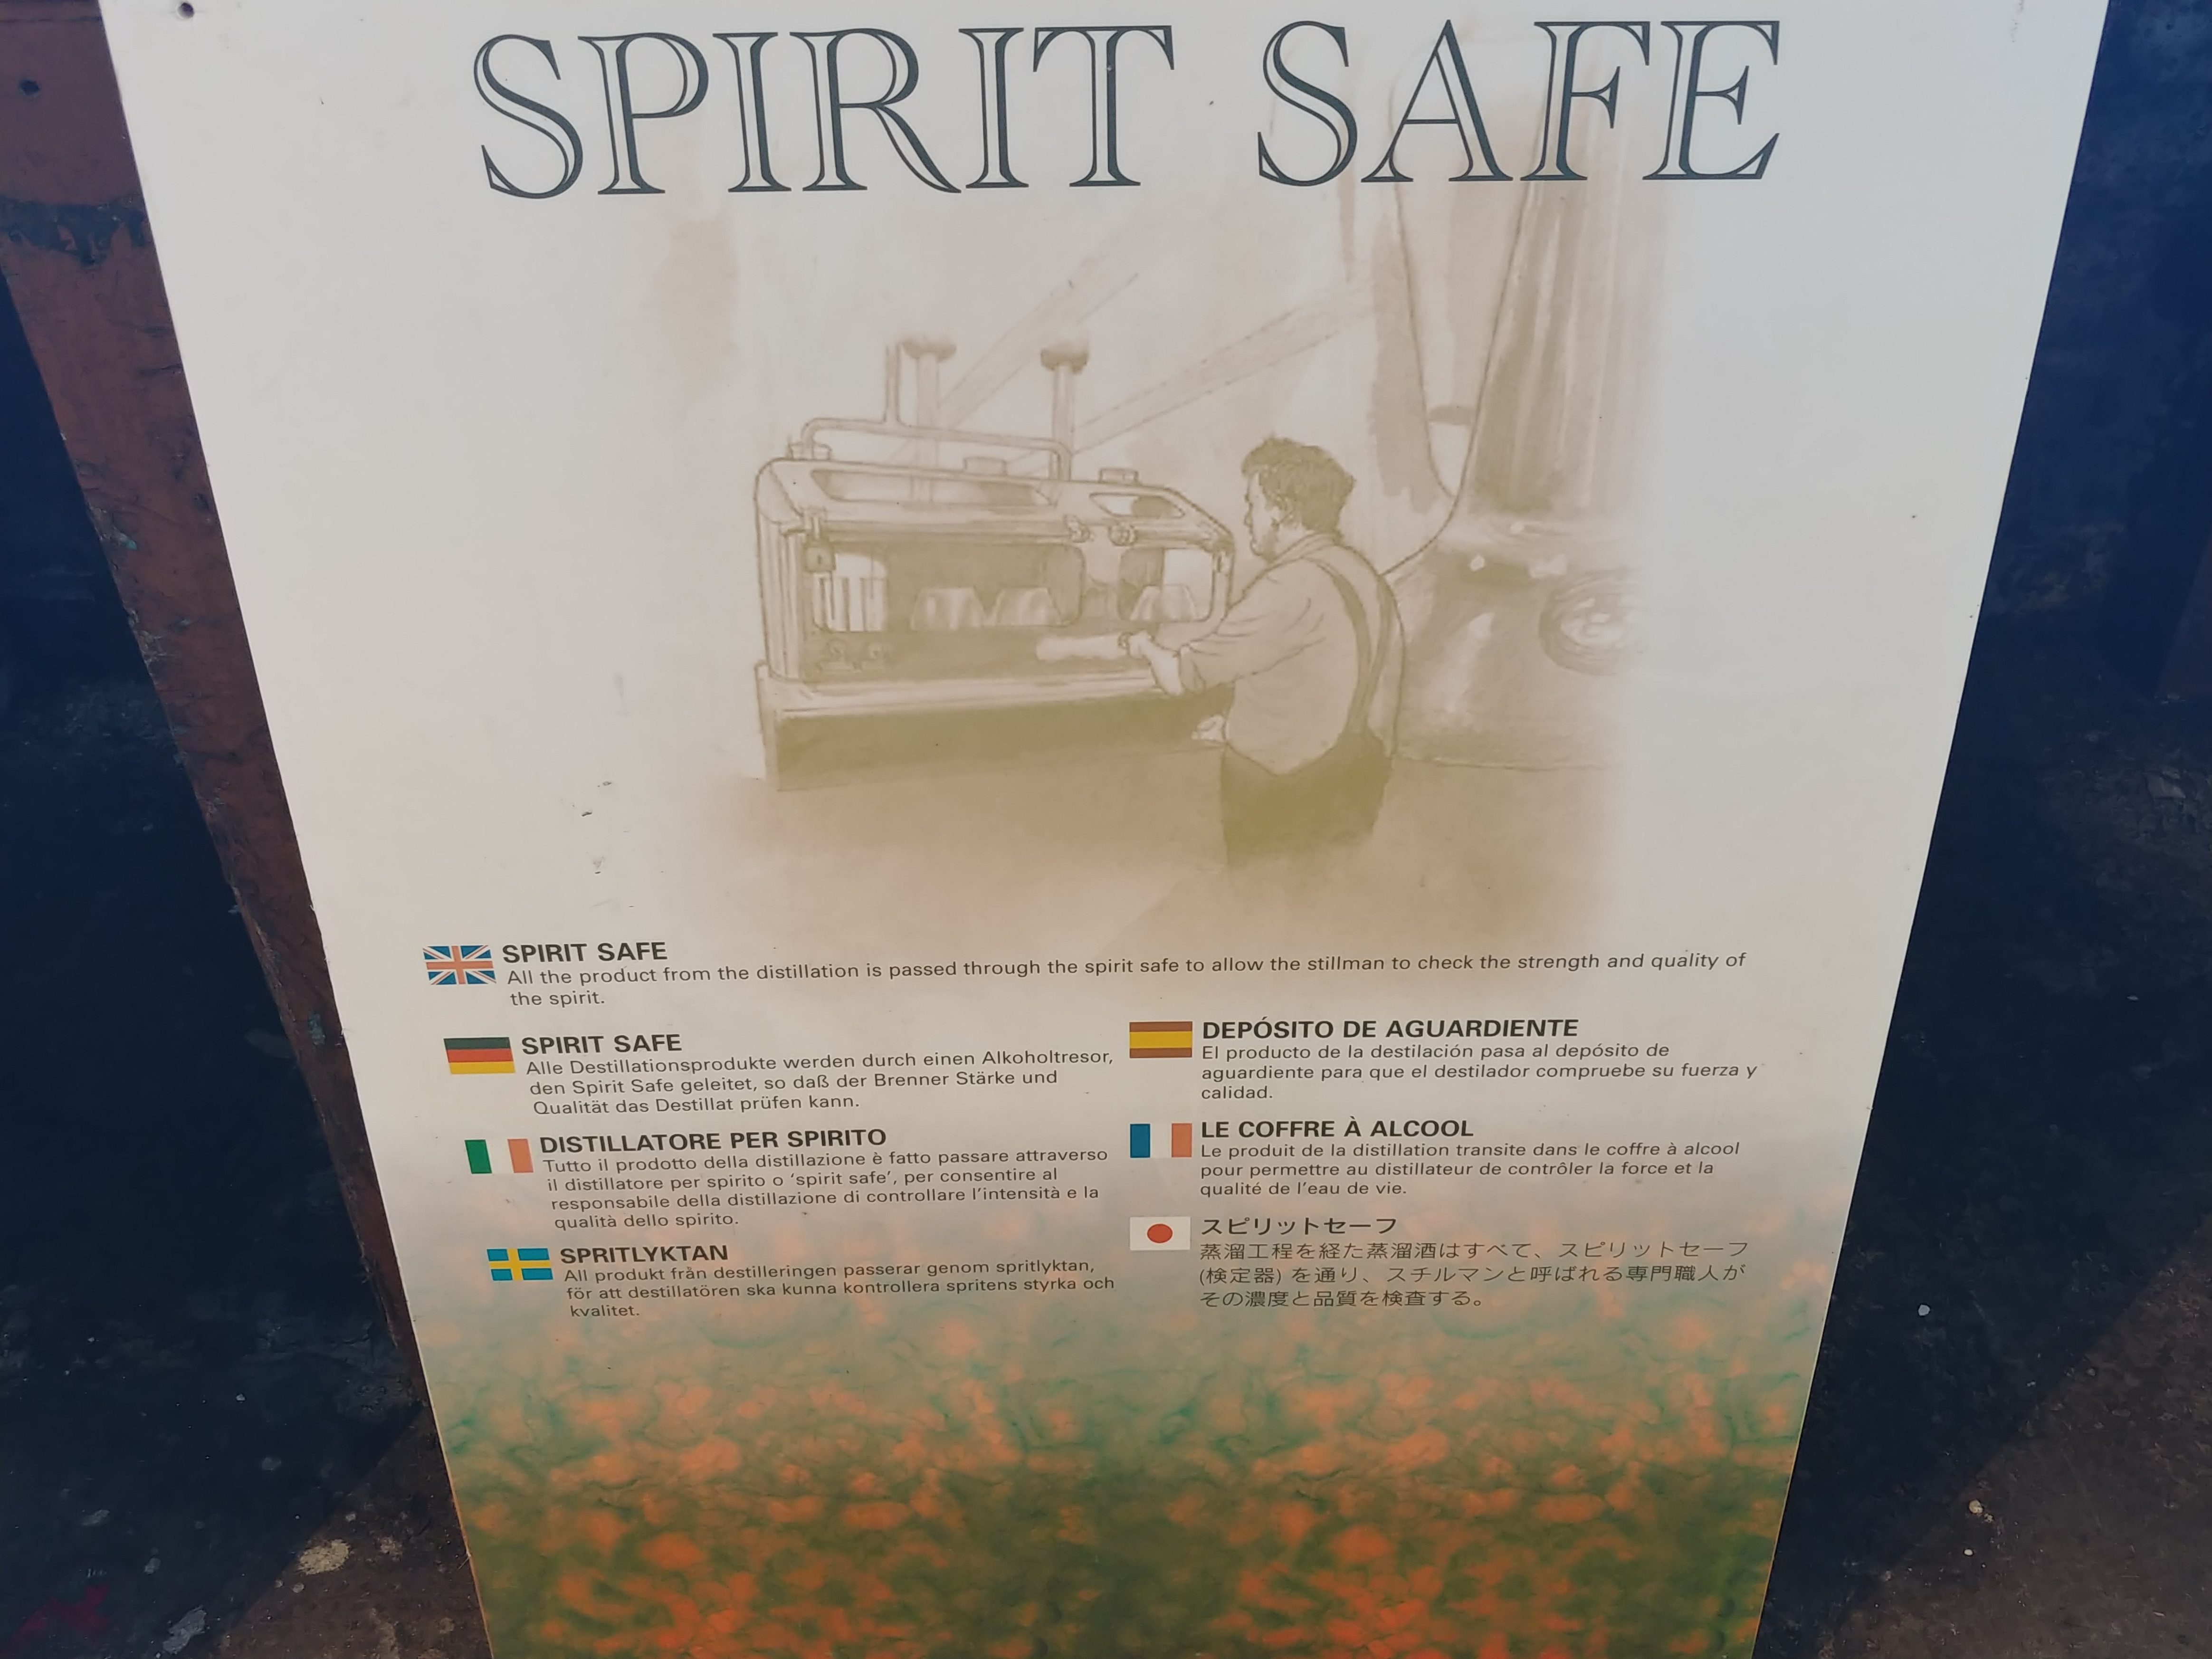 SPIRIT SAFE
SPIRIT SAFE
All the product from the distillation is passed through the spirit safe to allow the stillman to check the strength and quality of
the spirit.
SPIRIT SAFE
Alle Destillationsprodukte werden durch einen Alkoholtresor,
den Spirit Safe geleitet, so daß der Brenner Stärke und
Qualität das Destillat prüfen kann.
DISTILLATORE PER SPIRITO
Tutto il prodotto della distillazione è fatto passare attraverso
il distillatore per spirito o ‘spirit safe’, per consentire al
responsabile della distillazione di controllare l’intensità e la
qualità dello spirito.
SPRITLYKTAN
All produkt från destilleringen passerar genom spritlyktan,
för att destillatören ska kunna kontrollera spritens styrka och
kvalitet.
DEPÓSITO DE AGUARDIENTE
El producto de la destilación pasa al depósito de
aguardiente para que el destilador compruebe su fuerza y
calidad.
LE COFFRE À ALCOOL
Le produit de la distillation transite dans le coffre à alcool
pour permettre au distillateur de contrôler la force et la
qualité de l’eau de vie.
スピリットセーフ
蒸溜工程を経た蒸溜酒はすべて、スピリットセーフ
(検定器) を通り、スチルマンと呼ばれる専門職人が
その濃度と品質を検査する。